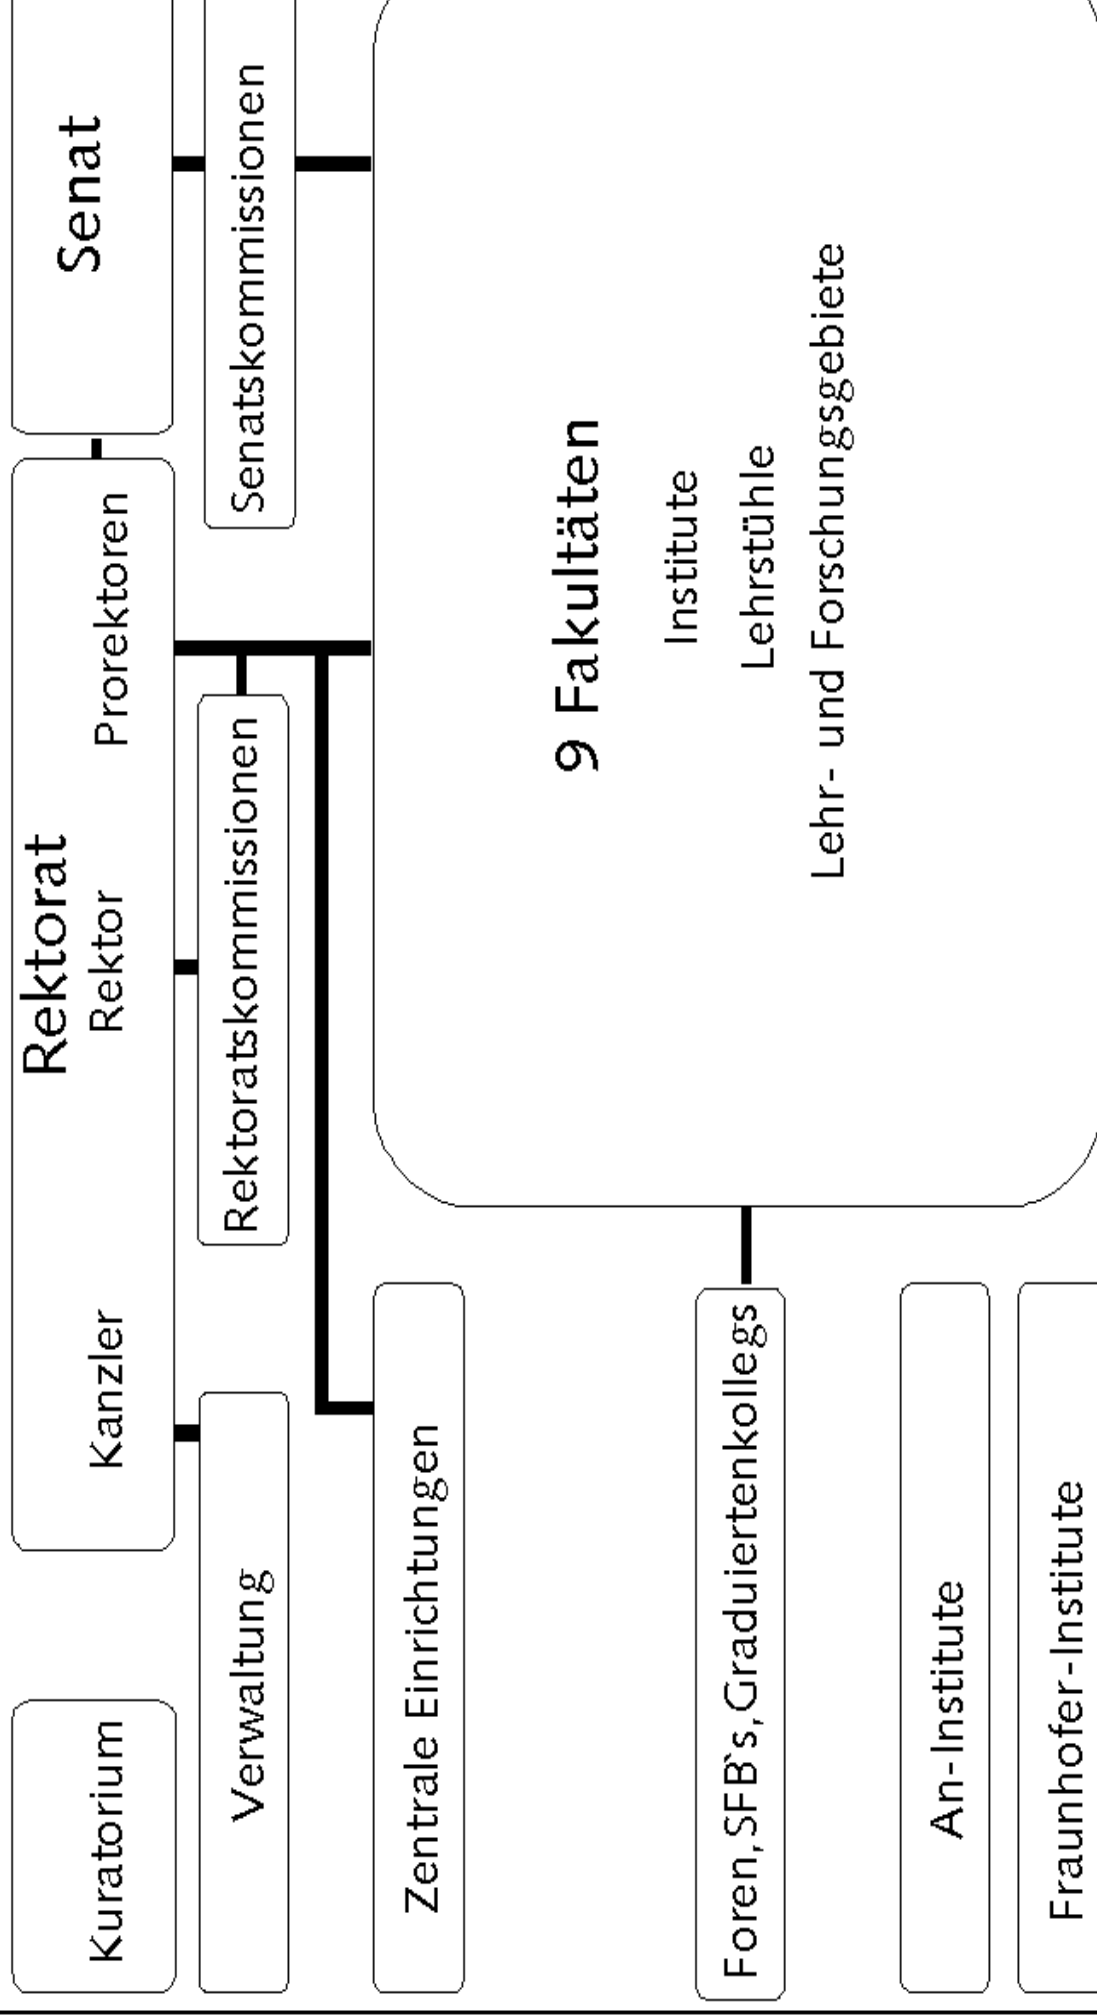 Kuratorium
Rektorat
Kanzler
Rektor
Prorektoren
Senat
Verwaltung
Rektoratskommissionen
Senatskommissionen
Zentrale Einrichtungen
9 Fakultäten
Institute
Lehrstühle
Lehr- und Forschungsgebiete
Foren, SFB`s, Graduiertenkollegs
An-Institute
Fraunhofer-Institute